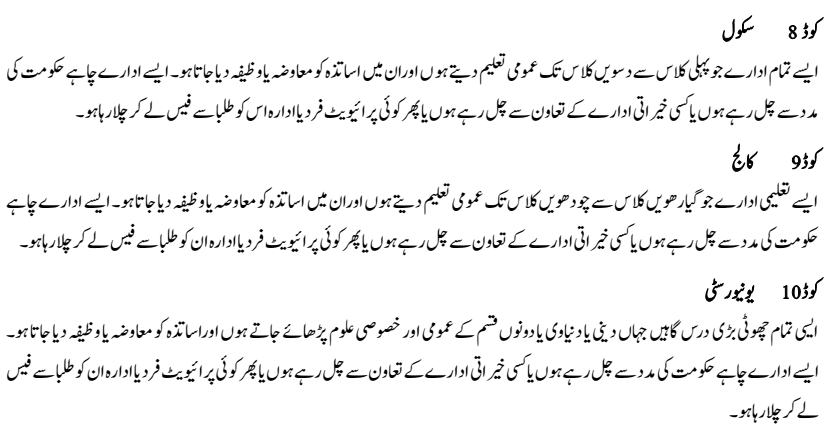 کوڈ 8 سکول
ایسے تمام ادارے جو پہلی کلاس سے دسویں کلاس تک عمومی تعلیم دیتے ہوں اوران میں اساتذہ کو معاوضہ یا وظیفہ دیا جاتا ہو۔ ایسے ادارے چاہے حکومت کی
مدد سے چل رہے ہوں یا کسی خیراتی ادارے کے تعاون سے چل رہے ہوں یا پھر کوئی پرائیویٹ فرد یا ادارہ اس کو طلبا سے فیس لے کر چلا رہا ہو۔
کوڈ9 کالج
ایسے تعلیمی ادارے جو گیارھویں کلاس سے چودھویں کلاس تک عمومی تعلیم دیتے ہوں اوران میں اساتذہ کو معاوضہ یا وظیفہ دیا جاتا ہو۔ ایسے ادارے چاہے
حکومت کی مدد سے چل رہے ہوں یا کسی خیراتی ادارے کے تعاون سے چل رہے ہوں یا پھر کوئی پرائیویٹ فرد یا ادارہ ان کو طلبا سے فیس لے کر چلا رہا ہو۔
کوڈ10 یونیورسٹی
ایسی تمام چھوٹی بڑی درس گاہیں جہاں دینی یا دنیاوی یا دونوں قسم کے عمومی اور خصوصی علوم پڑھائے جاتے ہوں اوراساتذہ کو معاوضہ یا وظیفہ دیا جاتا ہو۔
ایسے ادارے چاہے حکومت کی مدد سے چل رہے ہوں یا کسی خیراتی ادارے کے تعاون سے چل رہے ہوں یا پھر کوئی پرائیویٹ فرد یا ادارہ ان کو طلبا سے فیس
لے کر چلا رہا ہو۔